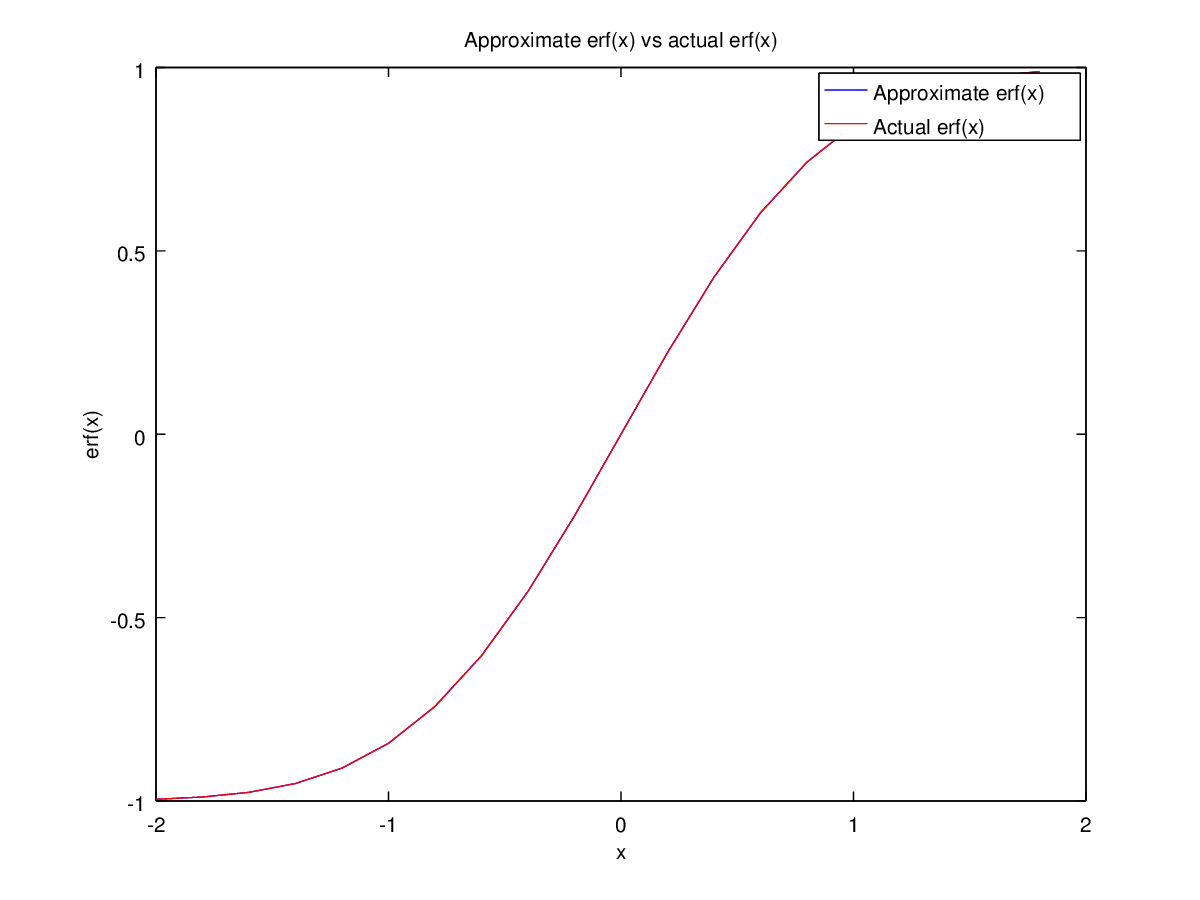 Approximate erf(x) vs actual erf(x)
1
Approximate erf(x)
Actual erf(x)
0.5
erf(x)
0
-0.5
-1
-2 -1 0 1 2
x